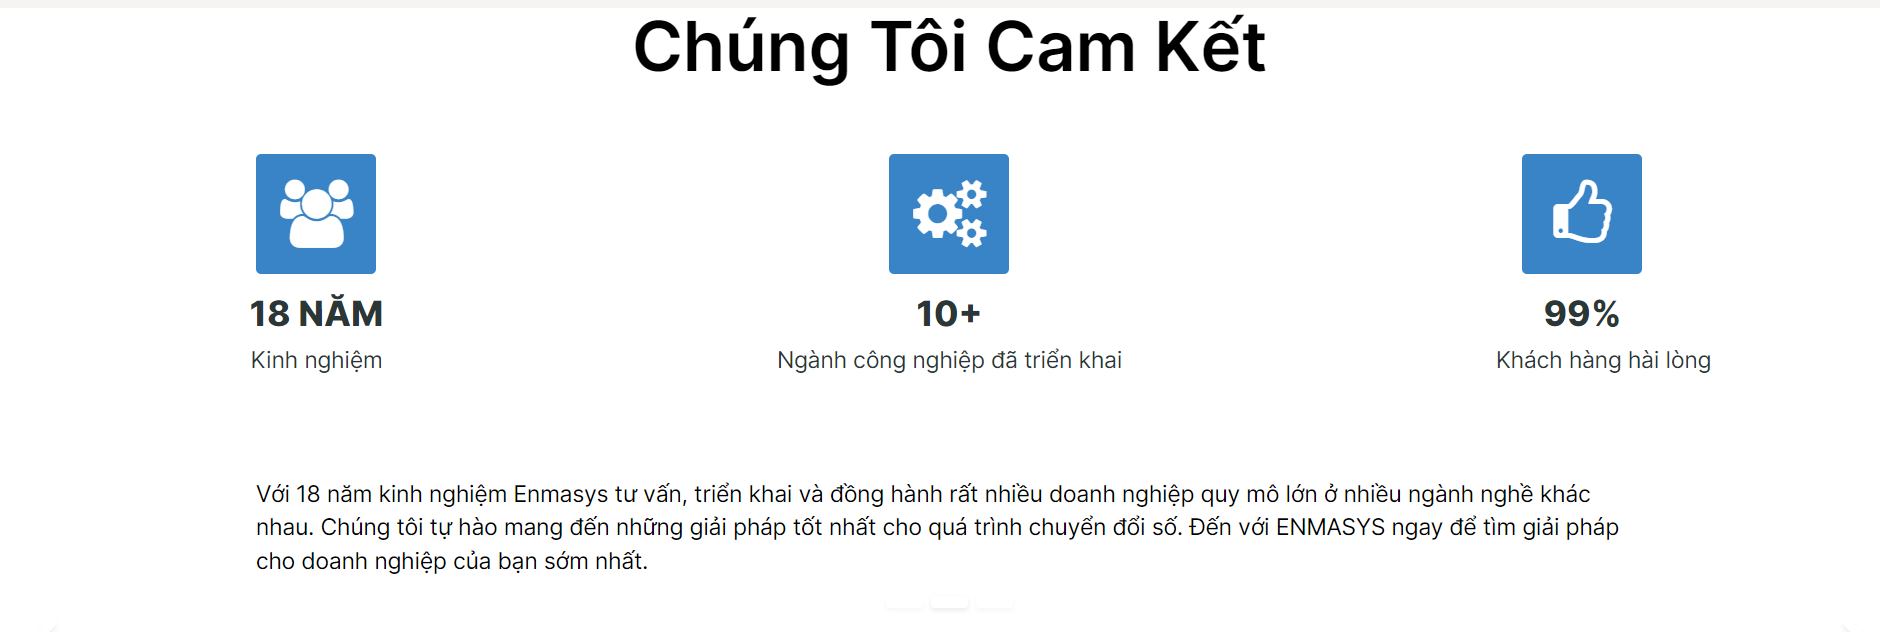 Chúng Tôi Cam Kết
18 NĂM
Kinh nghiệm
10+
Ngành công nghiệp đã triển khai
99%
Khách hàng hài lòng
Với 18 năm kinh nghiệm Enmasys tư vấn, triển khai và đồng hành rất nhiều doanh nghiệp quy mô lớn ở nhiều ngành nghề khác
nhau. Chúng tôi tự hào mang đến những giải pháp tốt nhất cho quá trình chuyển đổi số. Đến với ENMASYS ngay để tìm giải pháp
cho doanh nghiệp của bạn sớm nhất.